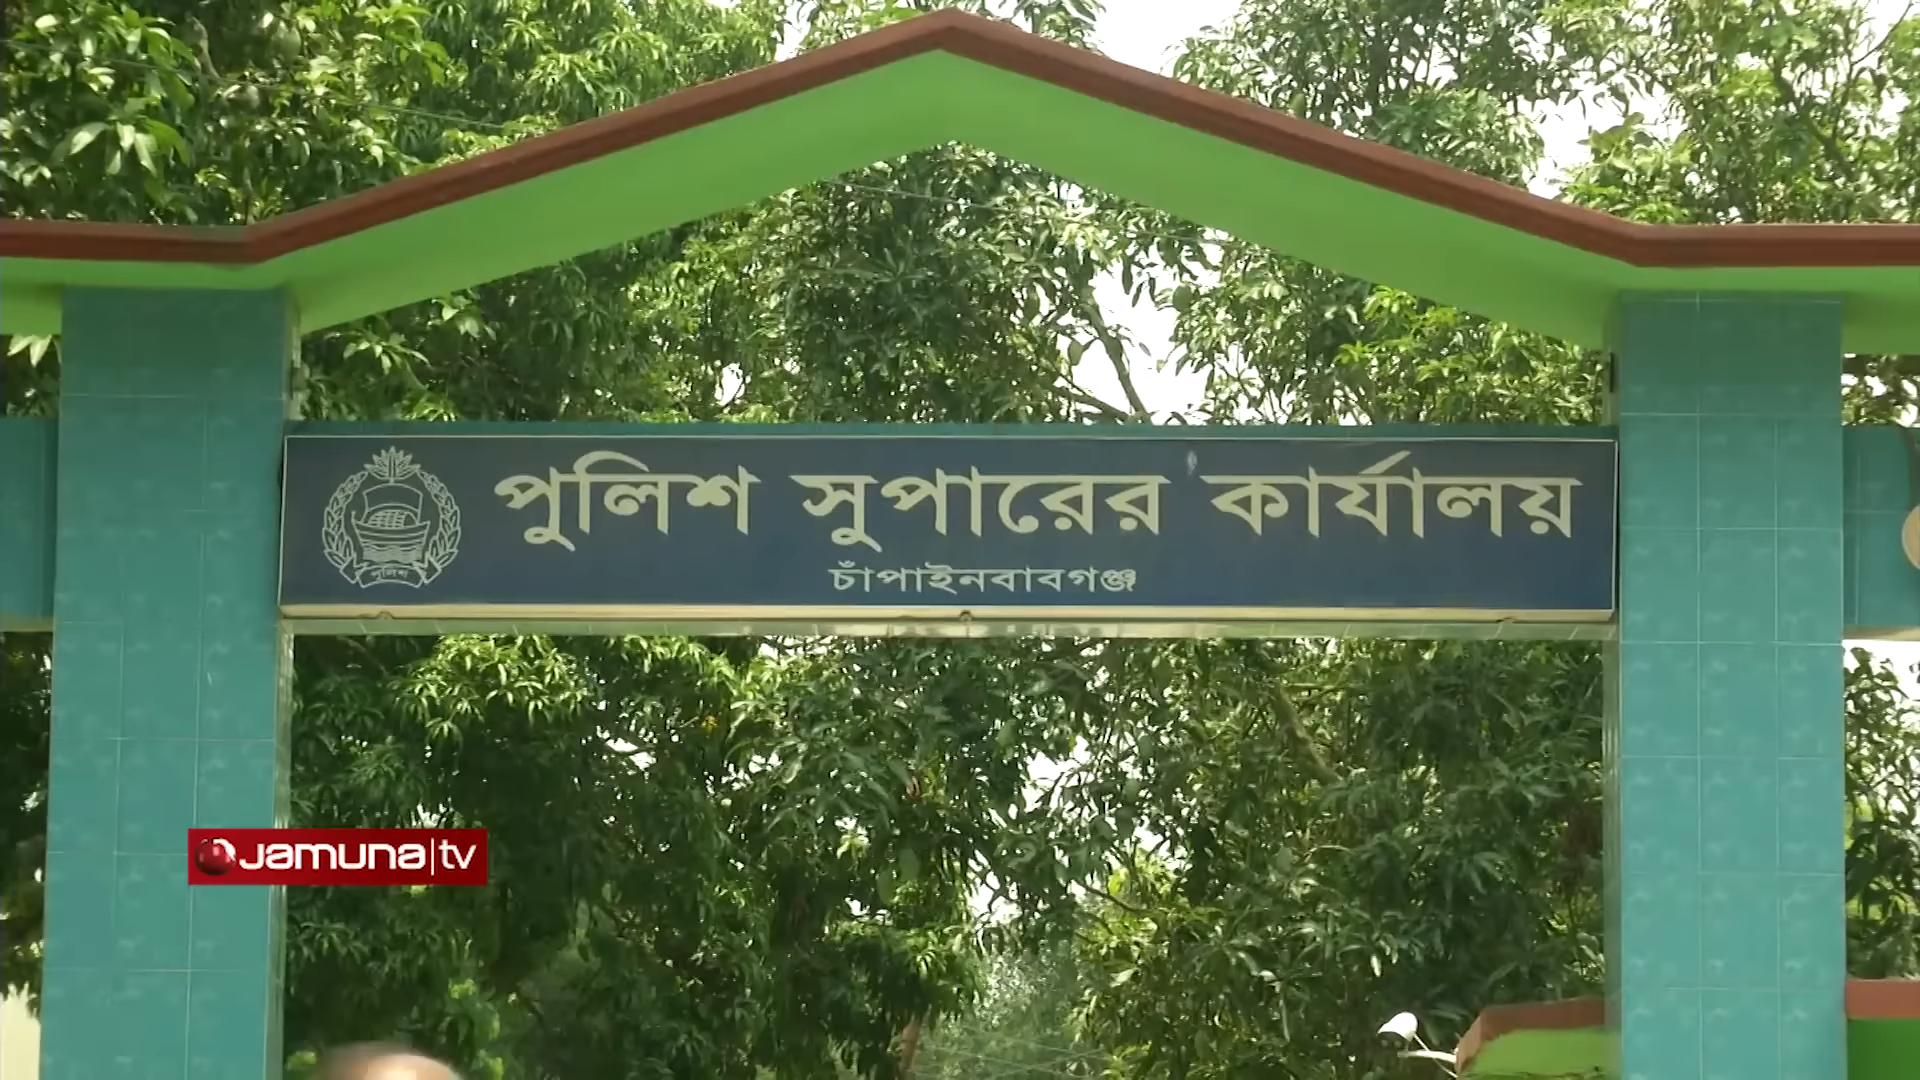 পুলিশ সুপারের কার্যালয়
চাঁপাইনবাবগঞ্জ
পুলিশ
Jamuna|tv